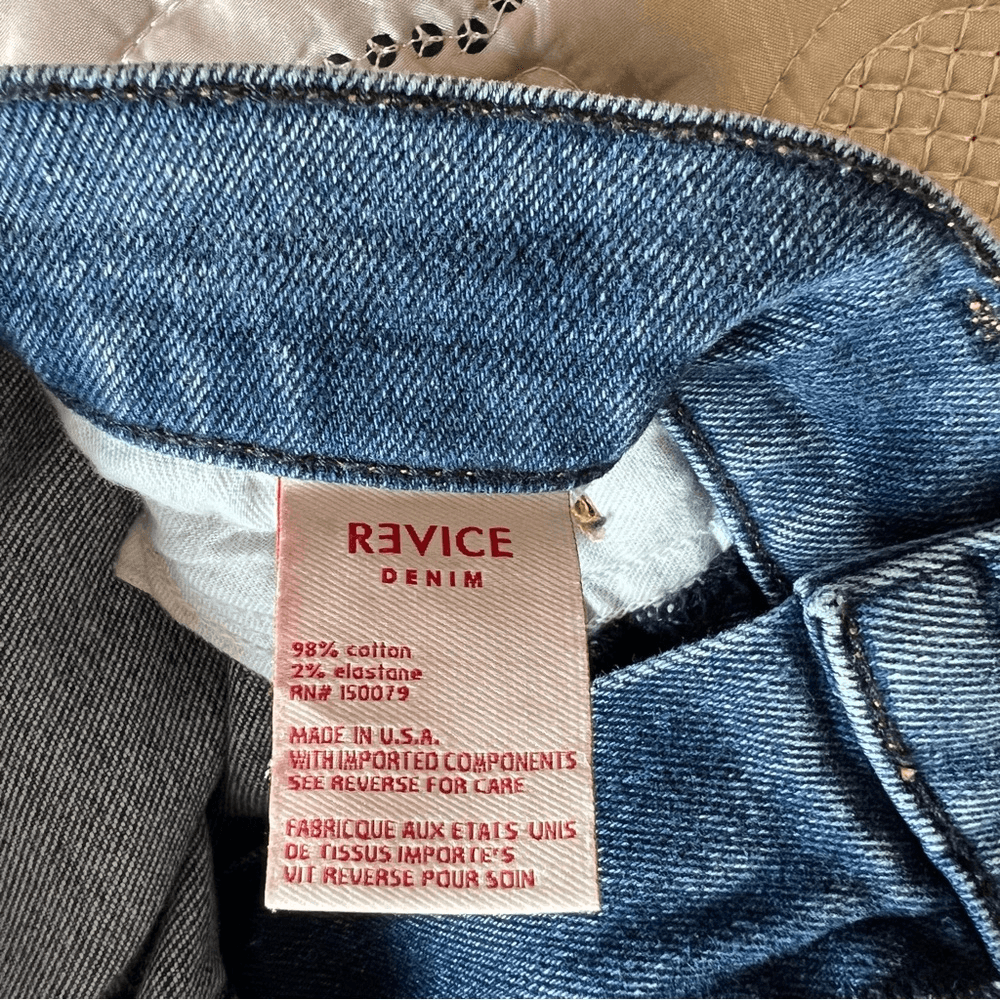 RƎVICE
DENIM
98% cotton
2% elastane
RN# 150079
MADE IN U.S.A.
WITH IMPORTED COMPONENTS
SEE REVERSE FOR CARE
FABRICQUE AUX ETATS UNIS
DE TISSUS IMPORTE'S
VIT REVERSE POUR SOIN